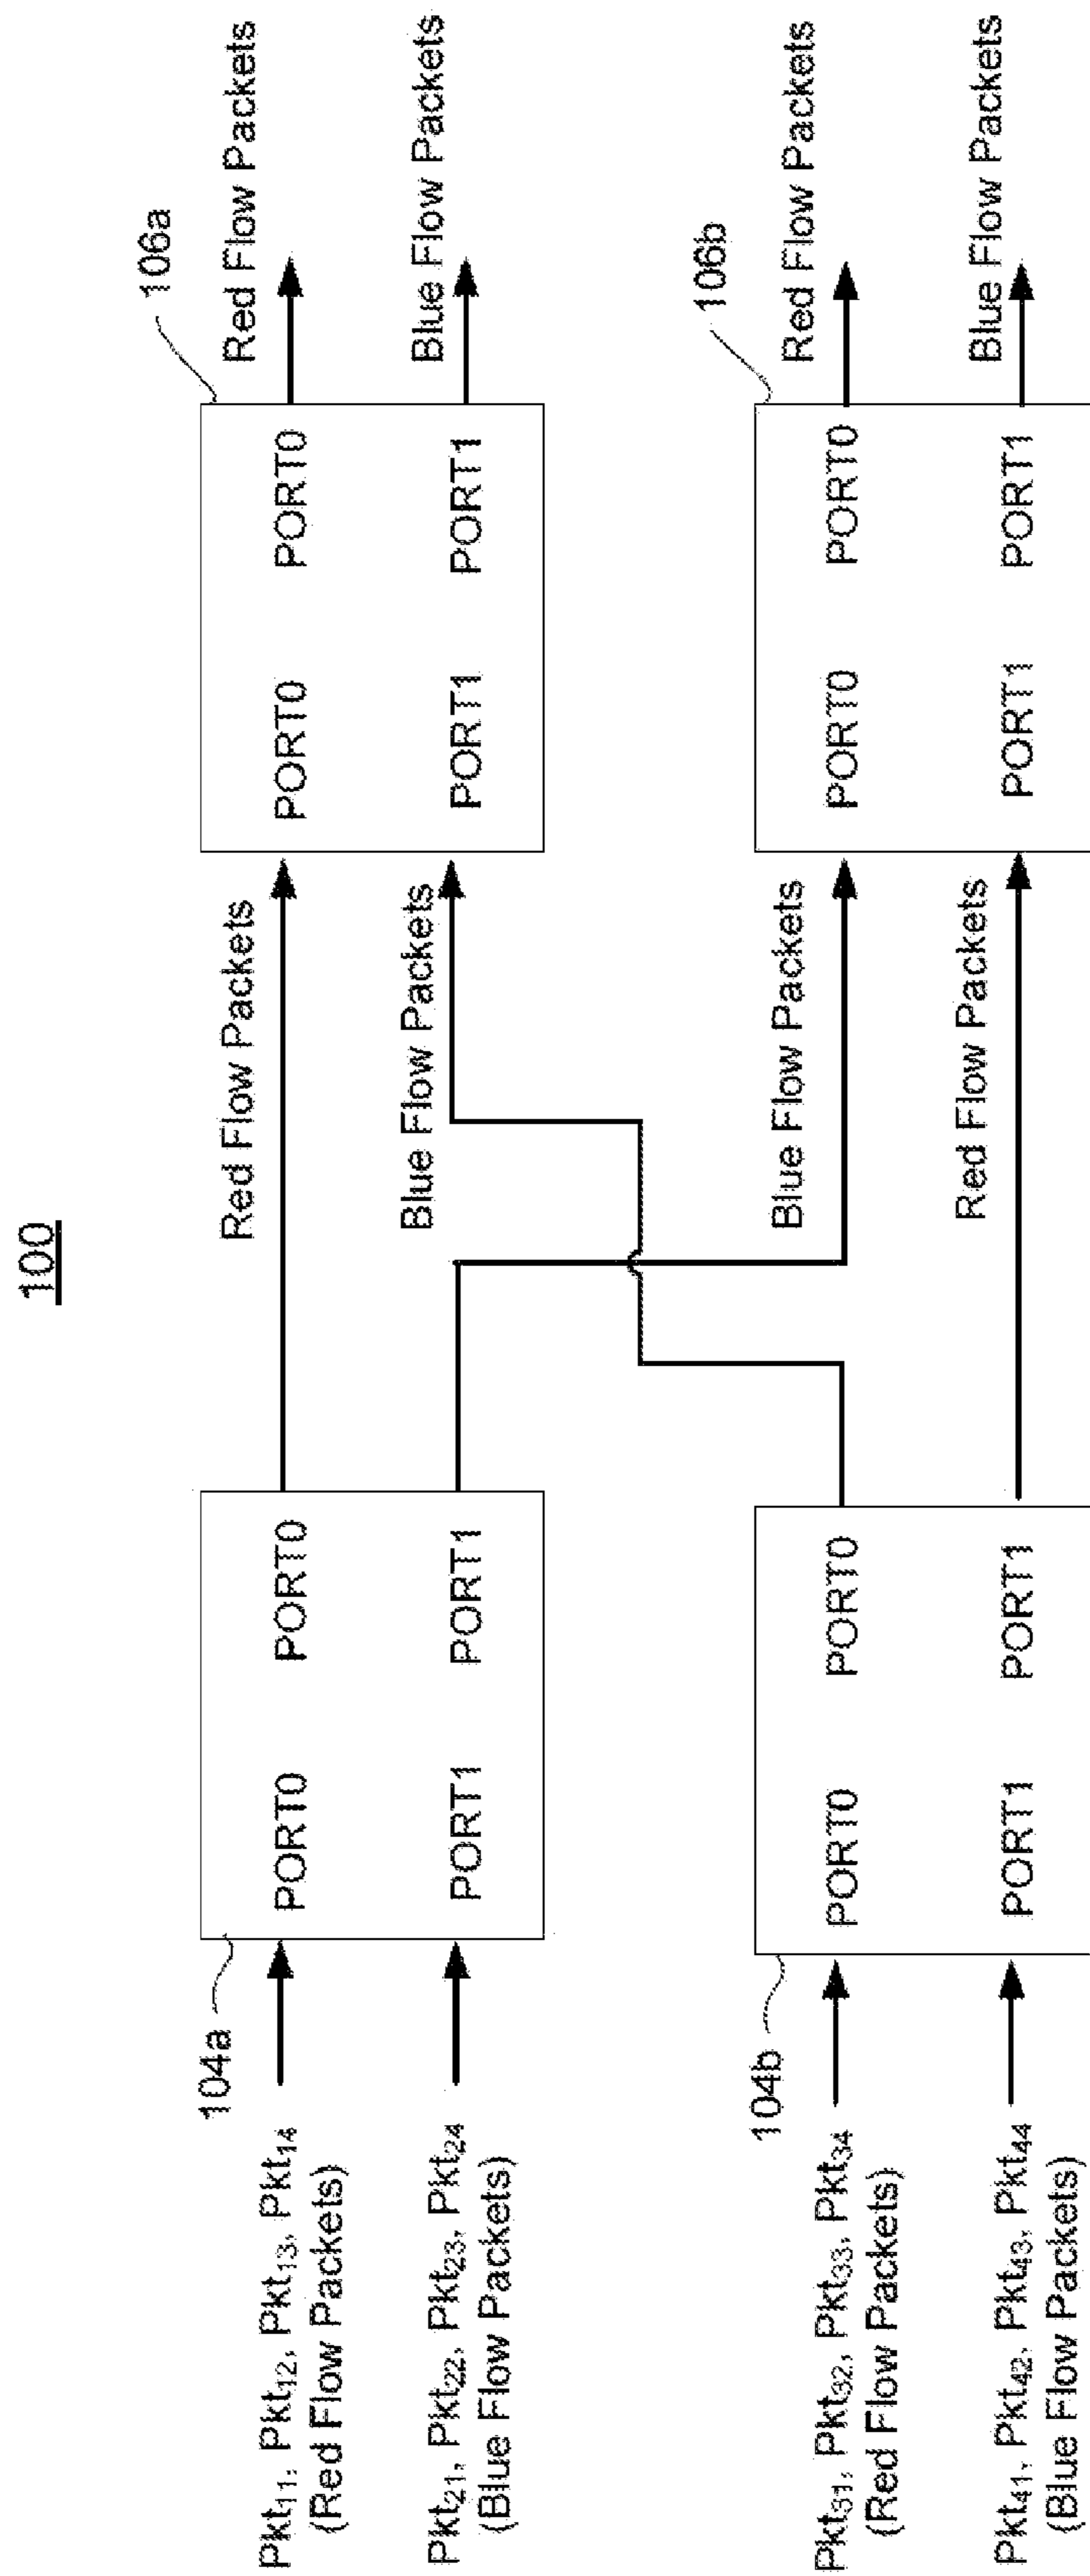 100
104a
106a
Pkt11, Pkt12, Pkt13, Pkt14
(Red Flow Packets)
PORT0
PORT0
Red Flow Packets
PORT0
PORT0
Red Flow Packets
Pkt21, Pkt22, Pkt23, Pkt24
(Blue Flow Packets)
PORT1
PORT1
Blue Flow Packets
PORT1
PORT1
Blue Flow Packets
104b
106b
Pkt31, Pkt32, Pkt33, Pkt34
(Red Flow Packets)
PORT0
PORT0
Blue Flow Packets
PORT0
PORT0
Red Flow Packets
Pkt41, Pkt42, Pkt43, Pkt44
(Blue Flow Packets)
PORT1
PORT1
Red Flow Packets
PORT1
PORT1
Blue Flow Packets